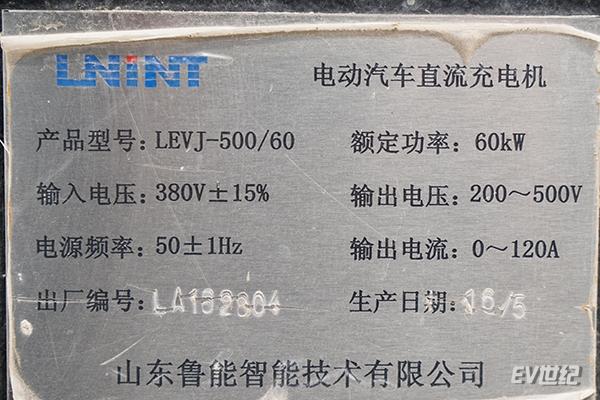 LNINT 电动汽车直流充电机
产品型号: LEVJ-500/60 额定功率: 60kW
输入电压: 380V±15% 输出电压: 200～500V
电源频率: 50±1Hz 输出电流: 0～120A
出厂编号: LA162604 生产日期: 16/5
山东鲁能智能技术有限公司
EV世纪